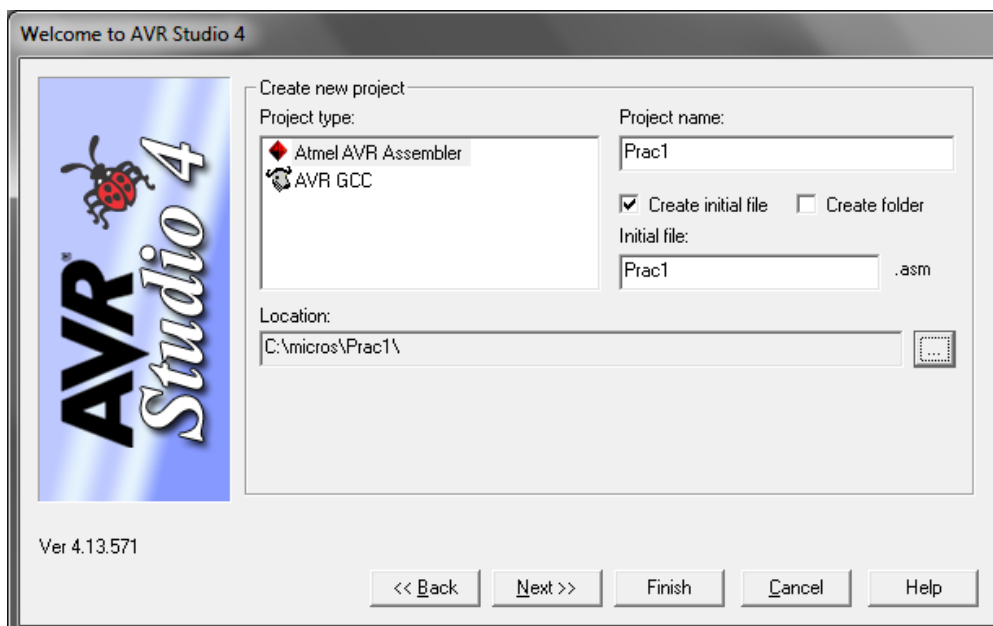 Welcome to AVR Studio 4
AVR® Studio 4
Create new project
Project type:
Atmel AVR Assembler
AVR GCC
Project name:
Prac1
Create initial file
Create folder
Initial file:
Prac1 .asm
Location:
C:\micros\Prac1\
...
Ver 4.13.571
<< Back Next >> Finish Cancel Help